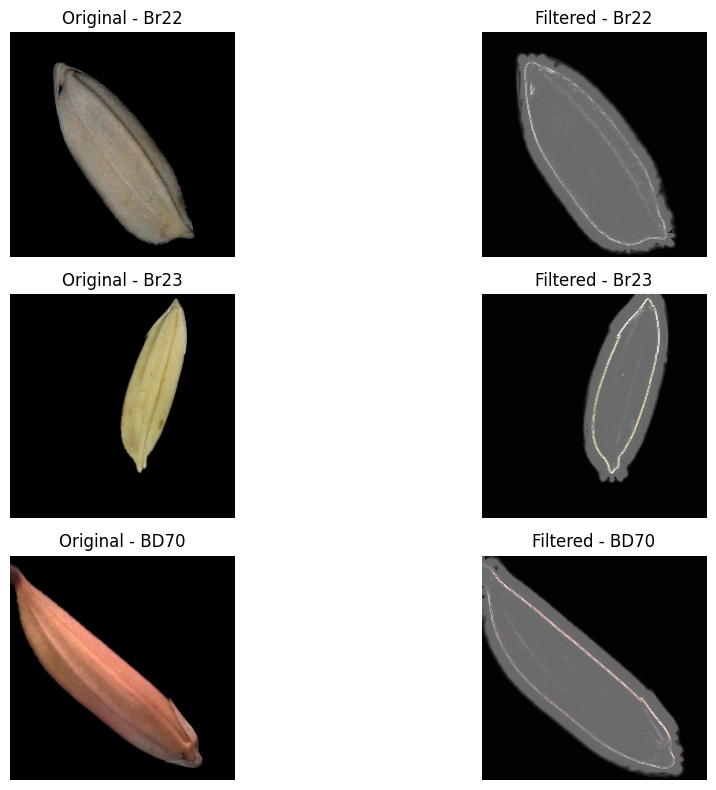 Original - Br22
Filtered - Br22
Original - Br23
Filtered - Br23
Original - BD70
Filtered - BD70